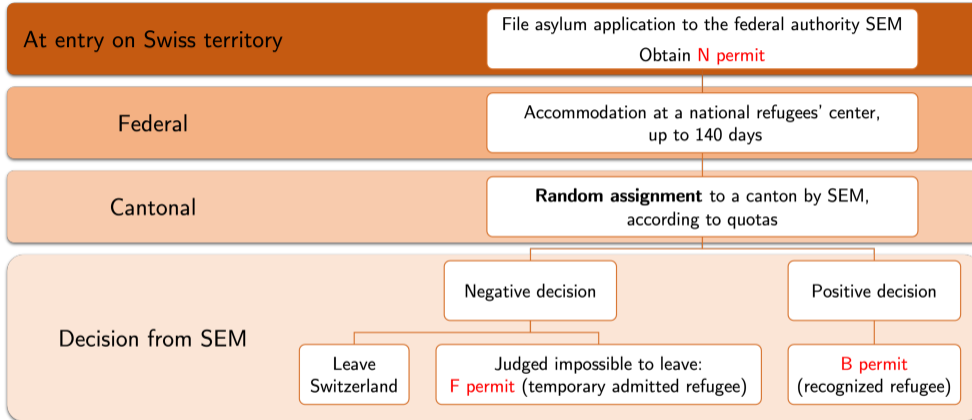 At entry on Swiss territory
File asylum application to the federal authority SEM
Obtain N permit
Federal
Accommodation at a national refugees' center,
up to 140 days
Cantonal
Random assignment to a canton by SEM,
according to quotas
Decision from SEM
Negative decision
Positive decision
Leave
Switzerland
Judged impossible to leave:
F permit (temporary admitted refugee)
B permit
(recognized refugee)